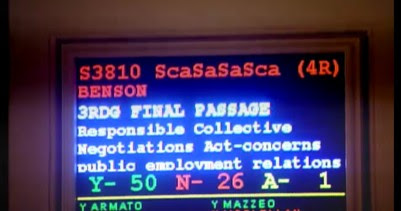 S3810 ScaSaSaSca (4R)
BENSON
3RDG FINAL PASSAGE
Responsible Collective
Negotiations Act-concerns
public employment relations
Y- 50 N- 26 A- 1
Y ARMATO Y MAZZEO